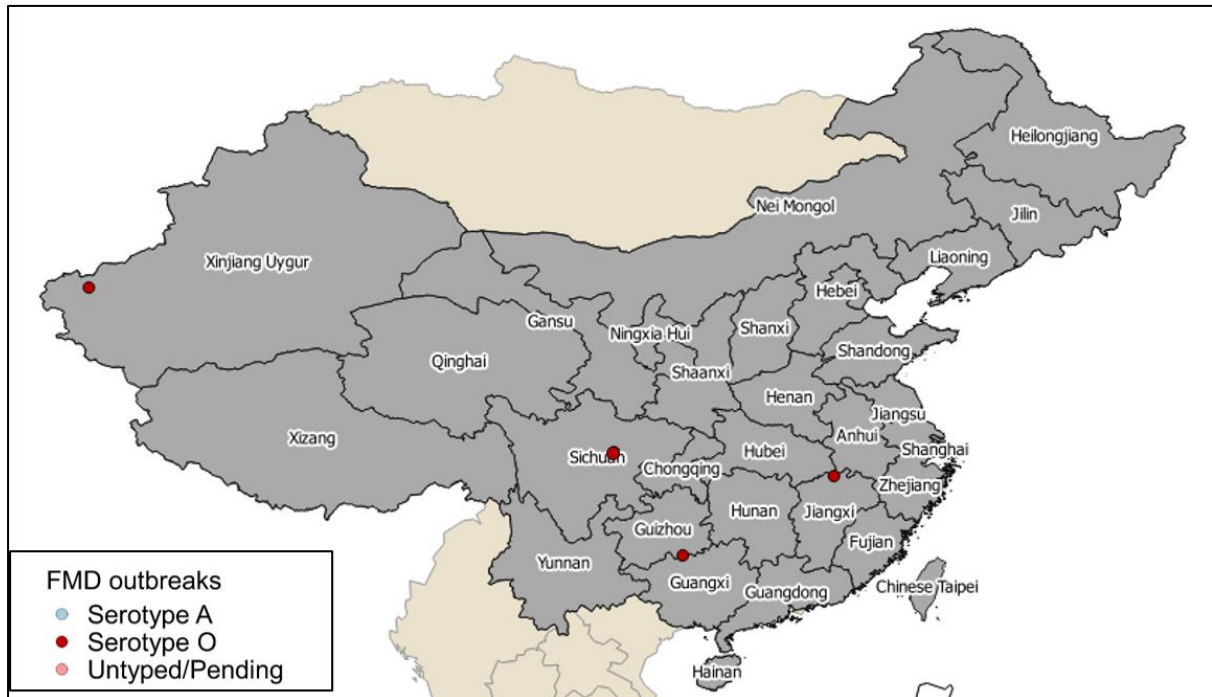 Heilongjiang
Nei Mongol
Jilin
Xinjiang Uygur
Liaoning
Hebei
Gansu
Ningxia Hui
Shanxi
Qinghai
Shandong
Shaanxi
Henan
Jiangsu
Xizang
Anhui
Sichuan
Hubei
Shanghai
Chongqing
Zhejiang
Guizhou
Hunan
Jiangxi
Yunnan
Fujian
Guangxi
Guangdong
Chinese Taipei
Hainan
FMD outbreaks
Serotype A
Serotype O
Untyped/Pending